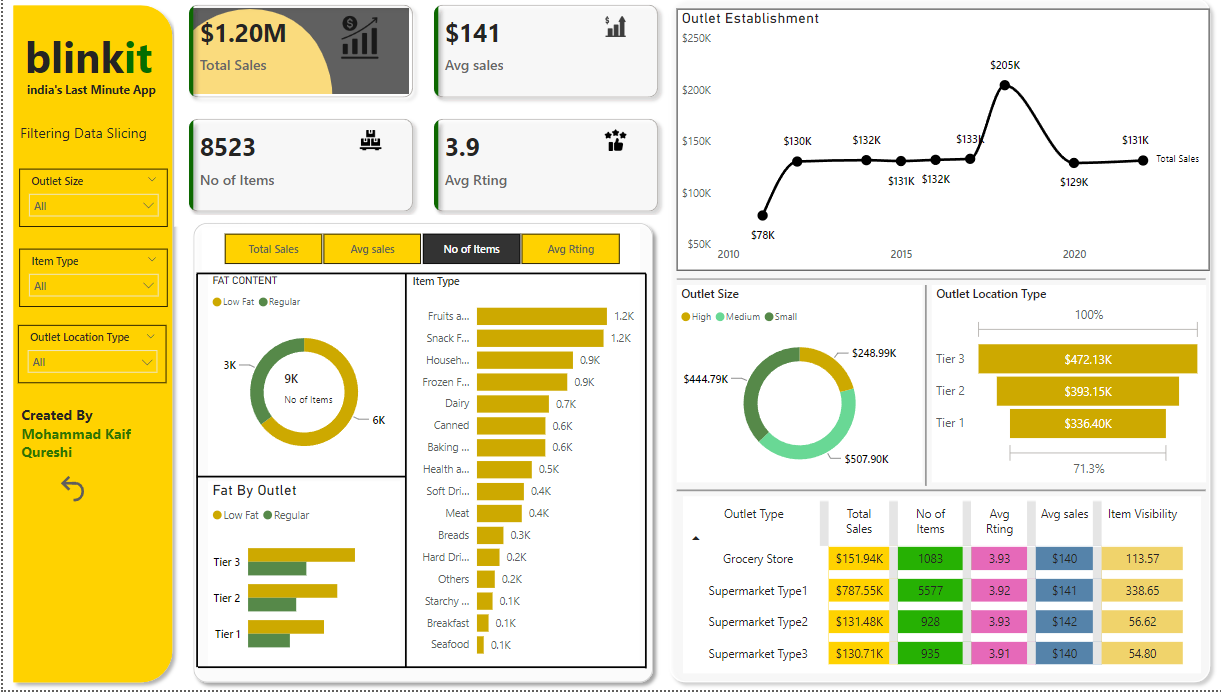 blinkit
india's Last Minute App
Filtering Data Slicing
Outlet Size
All
Item Type
All
Outlet Location Type
All
Created By
Mohammad Kaif
Qureshi
$1.20M
Total Sales
$141
Avg sales
8523
No of Items
3.9
Avg Rting
Total Sales
Avg sales
No of Items
Avg Rting
FAT CONTENT
Low Fat
Regular
3K
9K
No of Items
6K
Fat By Outlet
Low Fat
Regular
Tier 3
Tier 2
Tier 1
Item Type
Fruits a... 1.2K
Snack F... 1.2K
Househ... 0.9K
Frozen F... 0.9K
Dairy 0.7K
Canned 0.6K
Baking ... 0.6K
Health a... 0.5K
Soft Dri... 0.4K
Meat 0.4K
Breads 0.3K
Hard Dri... 0.2K
Others 0.2K
Starchy ... 0.1K
Breakfast 0.1K
Seafood 0.1K
Outlet Establishment
$250K
$200K
$150K
$100K
$50K
$78K
$130K
$132K
$131K
$132K
$133K
$205K
$129K
$131K
Total Sales
2010
2015
2020
Outlet Size
High
Medium
Small
$248.99K
$444.79K
$507.90K
Outlet Location Type
100%
Tier 3 $472.13K
Tier 2 $393.15K
Tier 1 $336.40K
71.3%
Outlet Type Total Sales No of Items Avg Rting Avg sales Item Visibility
Grocery Store $151.94K 1083 3.93 $140 113.57
Supermarket Type1 $787.55K 5577 3.92 $141 338.65
Supermarket Type2 $131.48K 928 3.93 $142 56.62
Supermarket Type3 $130.71K 935 3.91 $140 54.80